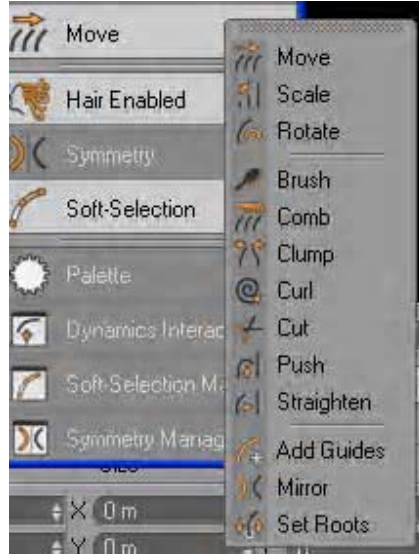 Move
Hair Enabled
Symmetry
Soft-Selection
Palette
Dynamics Interac
Soft-Selection Ma
Symmetry Manag
X 0 m
Y 0 m
Move
Scale
Rotate
Brush
Comb
Clump
Curl
Cut
Push
Straighten
Add Guides
Mirror
Set Roots